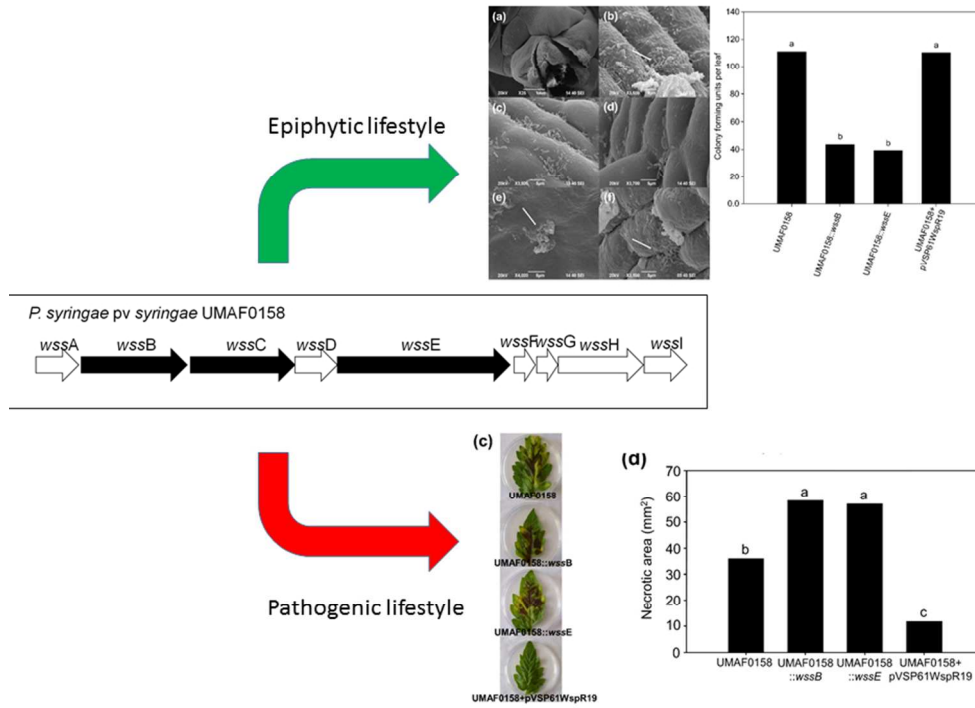 Epiphytic lifestyle
(a)
(b)
(c)
(d)
(e)
(f)
Colony forming units per leaf
140
120
100
80
60
40
20
0.0
a
b
b
a
UMAF0158
UMAF0158::wssB
UMAF0158::wssE
UMAF0158+
pVSP61WspR19
P. syringae pv syringae UMAF0158
wssA
wssB
wssC
wssD
wssE
wssF
wssG
wssH
wssI
Pathogenic lifestyle
(c)
UMAF0158
UMAF0158::wssB
UMAF0158::wssE
UMAF0158+pVSP61WspR19
(d)
Necrotic area (mm²)
70
60
50
40
30
20
10
0
b
a
a
c
UMAF0158
UMAF0158
::wssB
UMAF0158
::wssE
UMAF0158+
pVSP61WspR19